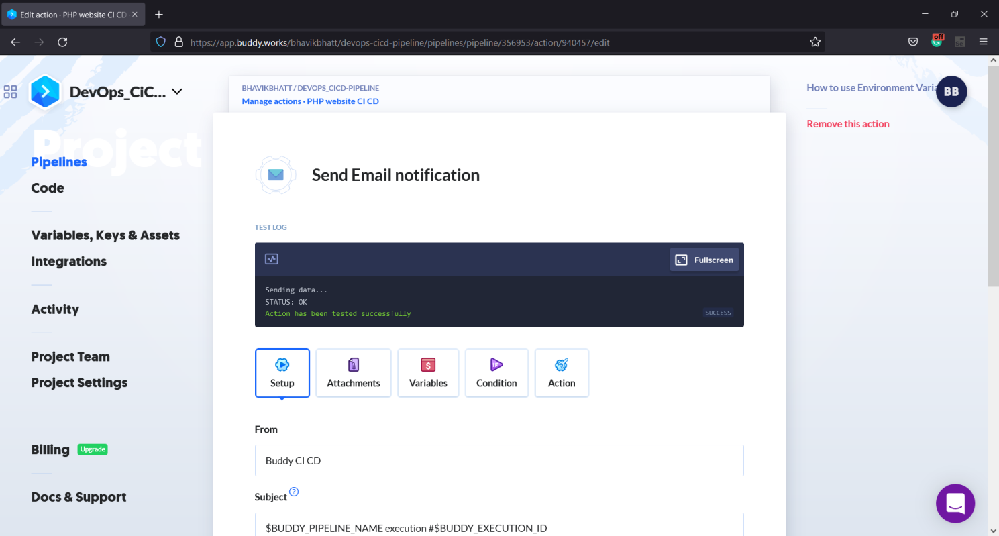 Edit action · PHP website CI CD
https://app.buddy.works/bhavikbhatt/devops-cicd-pipeline/pipelines/pipeline/356953/action/940457/edit
off
DevOps_CiC...
Project
Pipelines
Code
Variables, Keys & Assets
Integrations
Activity
Project Team
Project Settings
Billing
Upgrade
Docs & Support
BHAVIKBHATT / DEVOPS_CICD-PIPELINE
Manage actions · PHP website CI CD
Send Email notification
TEST LOG
Fullscreen
Sending data...
STATUS: OK
Action has been tested successfully
SUCCESS
Setup
Attachments
Variables
Condition
Action
From
Buddy CI CD
Subject
?
$BUDDY_PIPELINE_NAME execution #$BUDDY_EXECUTION_ID
How to use Environment Varia
BB
Remove this action